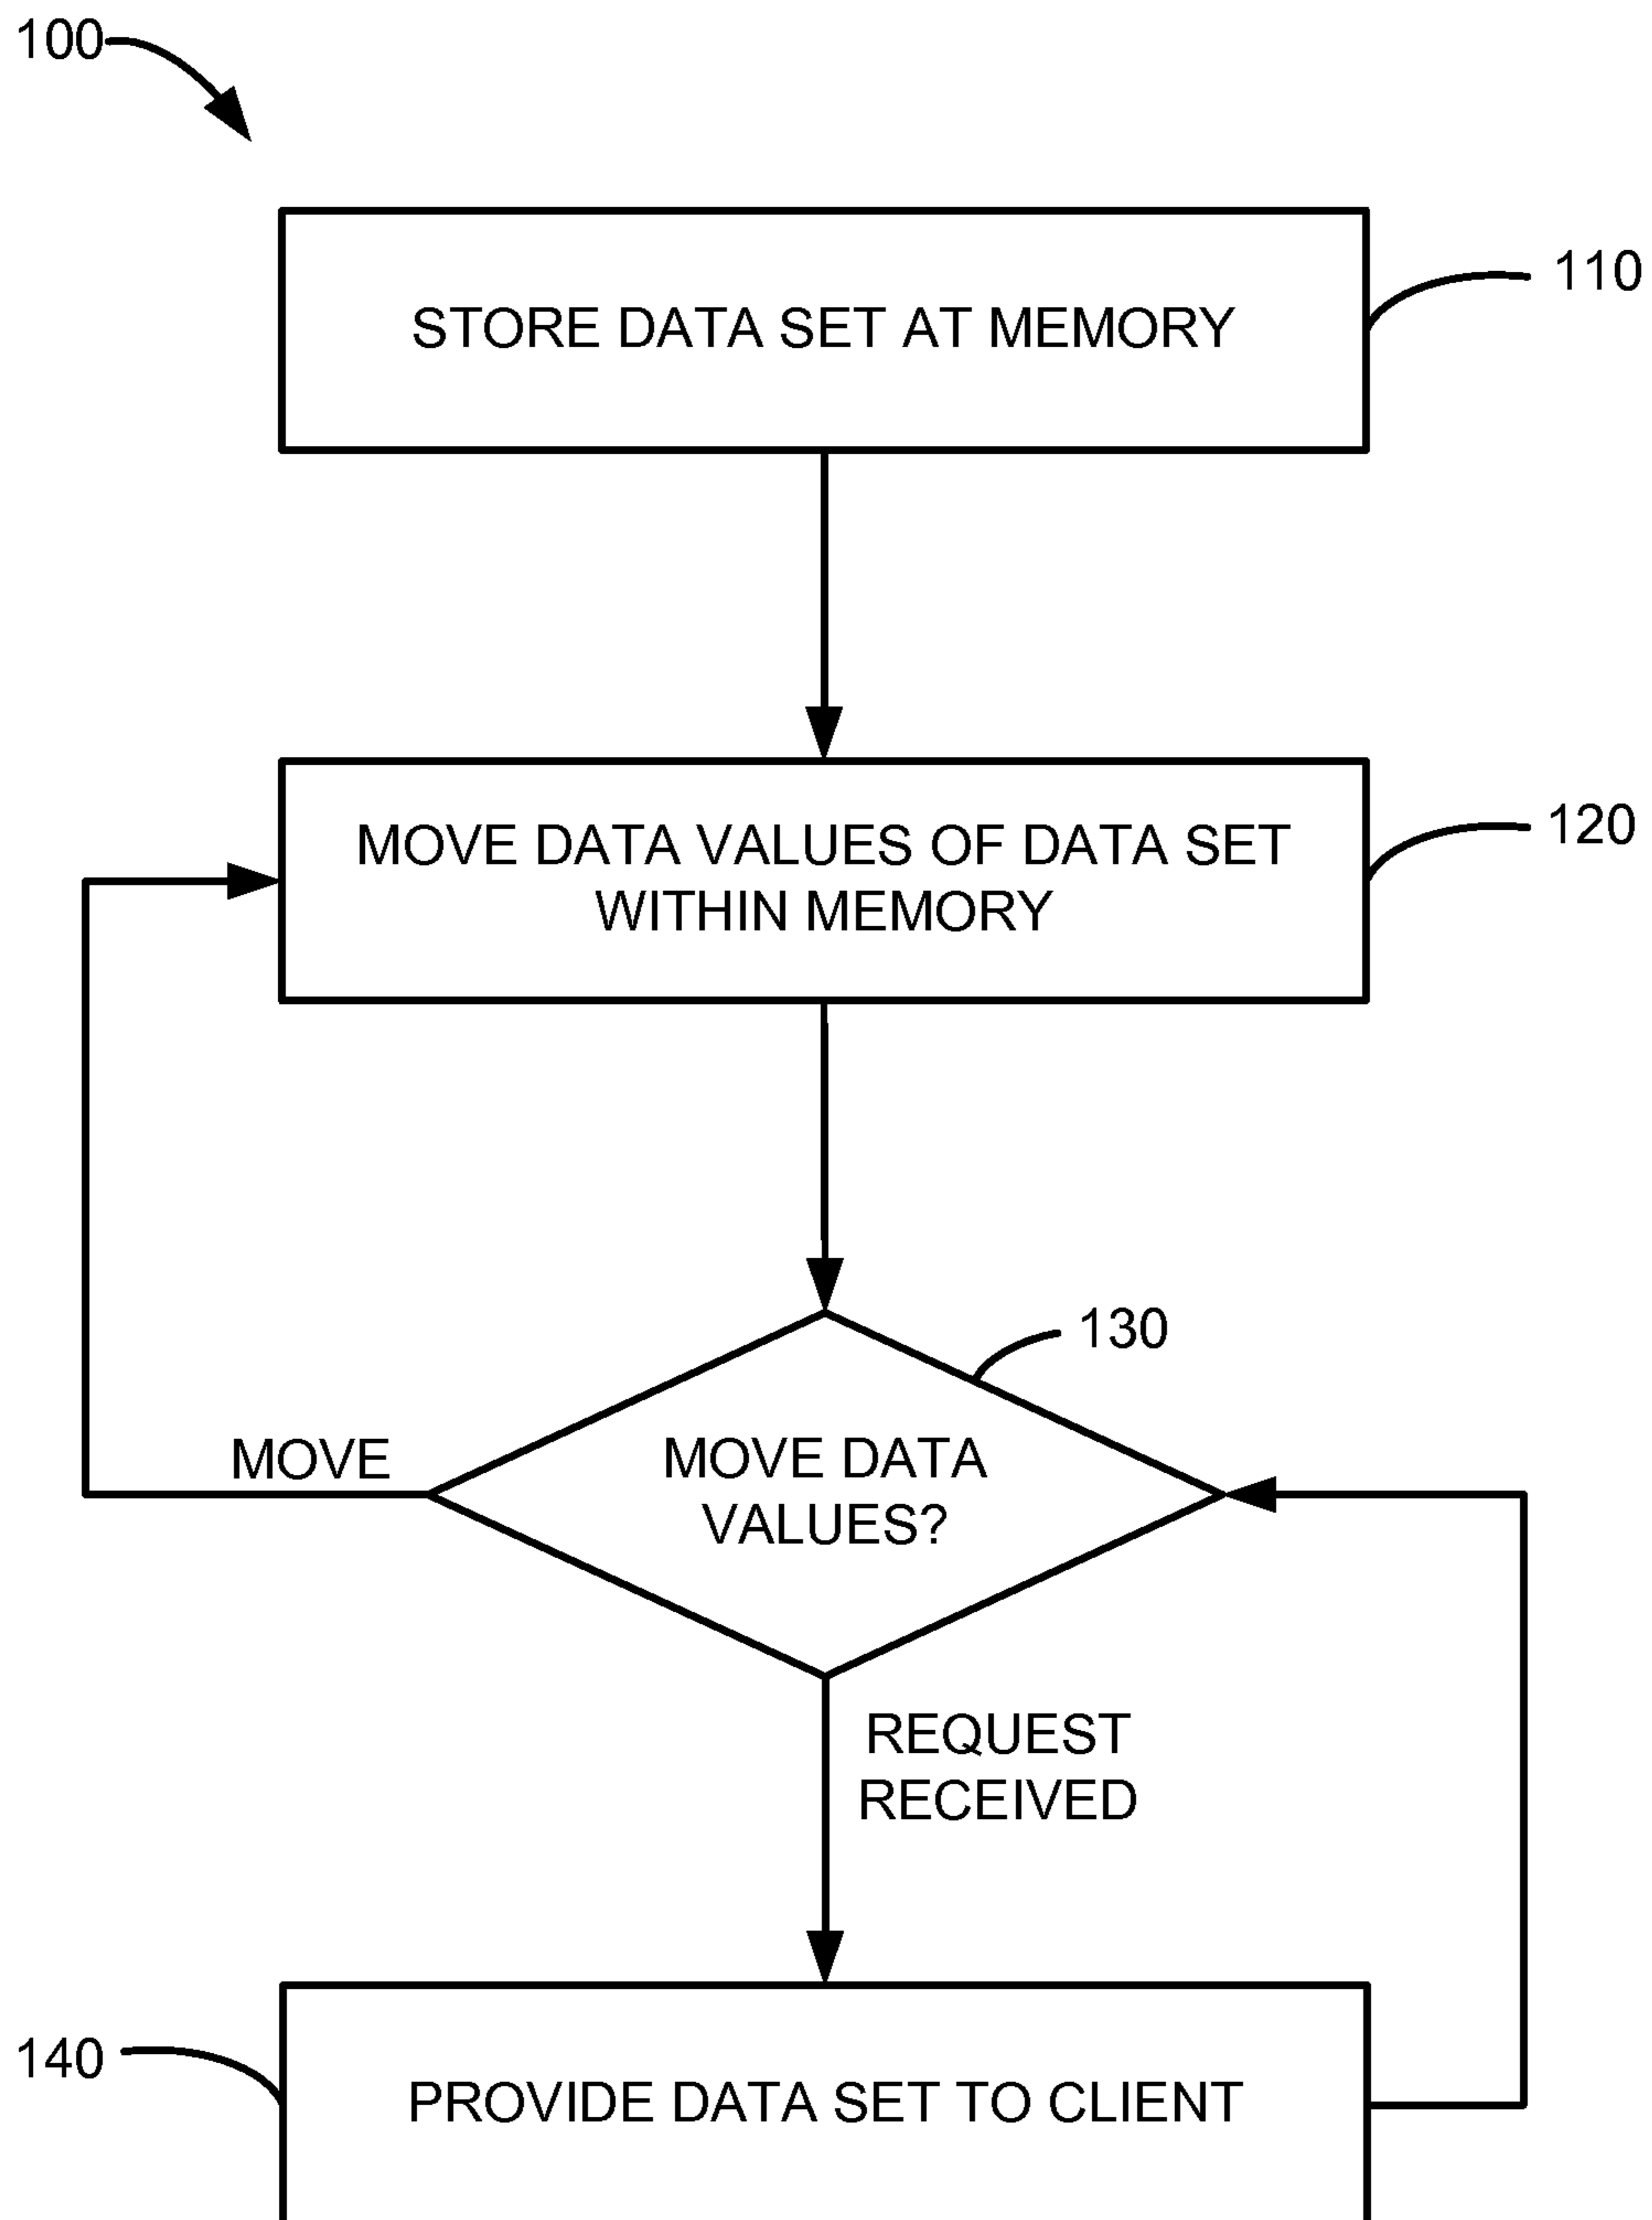 100
STORE DATA SET AT MEMORY
110
MOVE DATA VALUES OF DATA SET
WITHIN MEMORY
120
130
MOVE DATA
VALUES?
MOVE
REQUEST
RECEIVED
140
PROVIDE DATA SET TO CLIENT